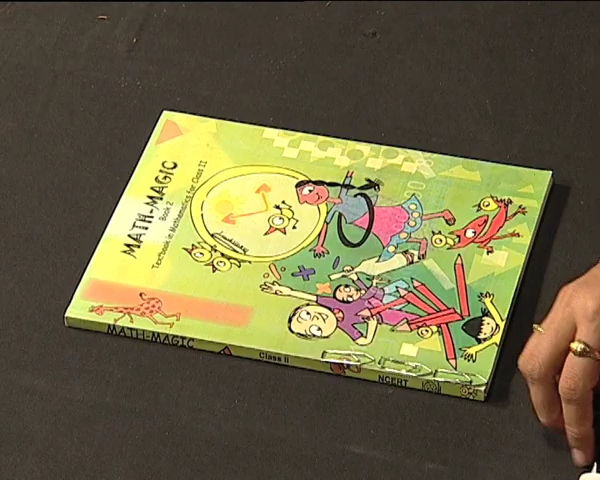 MATH-MAGIC
Book 2
Textbook in Mathematics for Class II
MATH-MAGIC
Class II
NCERT